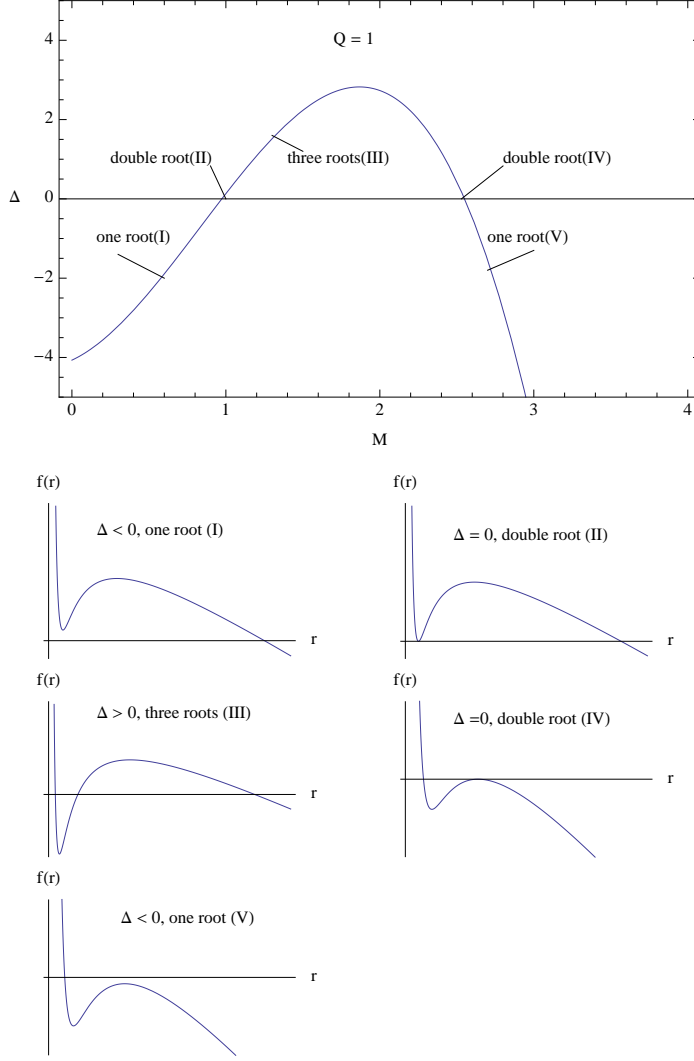 4
Q = 1
2
double root(II)
three roots(III)
double root(IV)
Δ
0
one root(I)
one root(V)
−2
−4
0
1
2
3
4
M
f(r)
f(r)
Δ < 0, one root (I)
Δ = 0, double root (II)
r
r
f(r)
f(r)
Δ > 0, three roots (III)
Δ =0, double root (IV)
r
r
f(r)
Δ < 0, one root (V)
r